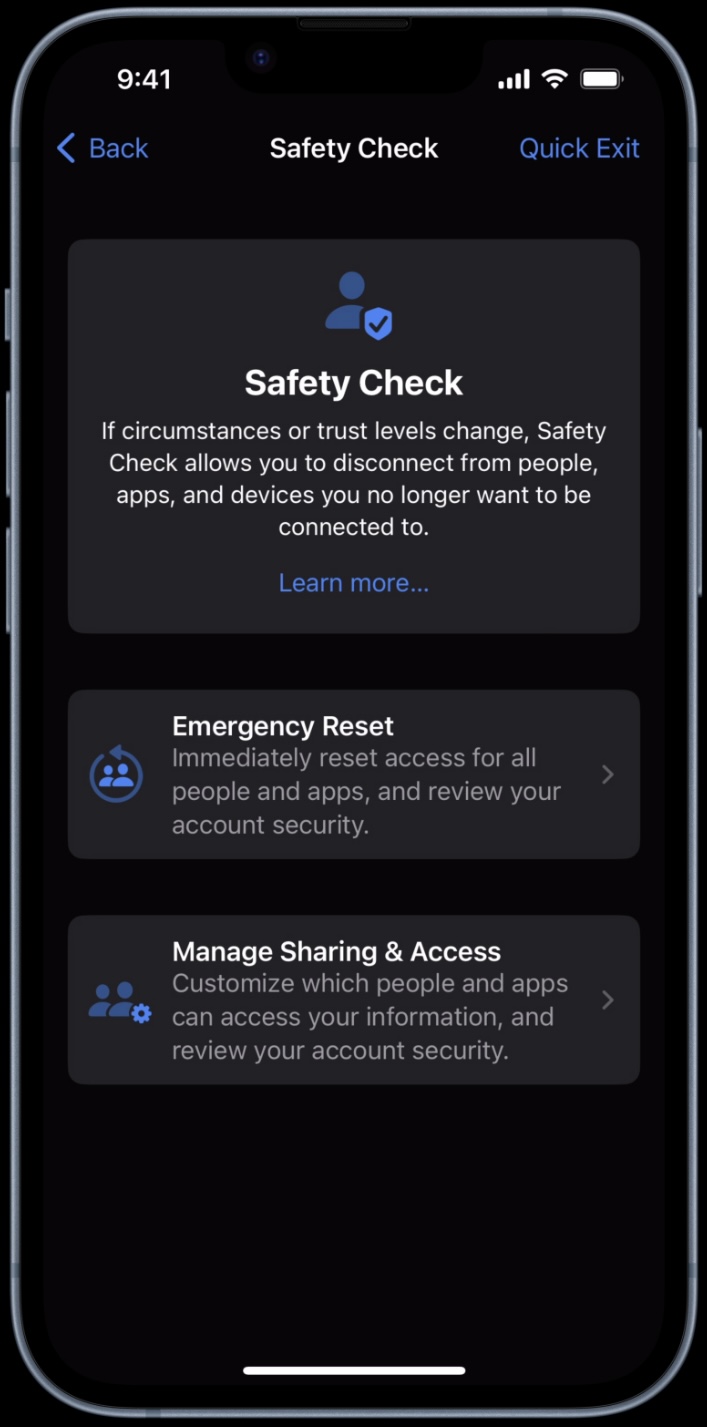 9:41
Back
Safety Check
Quick Exit
Safety Check
If circumstances or trust levels change, Safety
Check allows you to disconnect from people,
apps, and devices you no longer want to be
connected to.
Learn more...
Emergency Reset
Immediately reset access for all
people and apps, and review your
account security.
Manage Sharing & Access
Customize which people and apps
can access your information, and
review your account security.